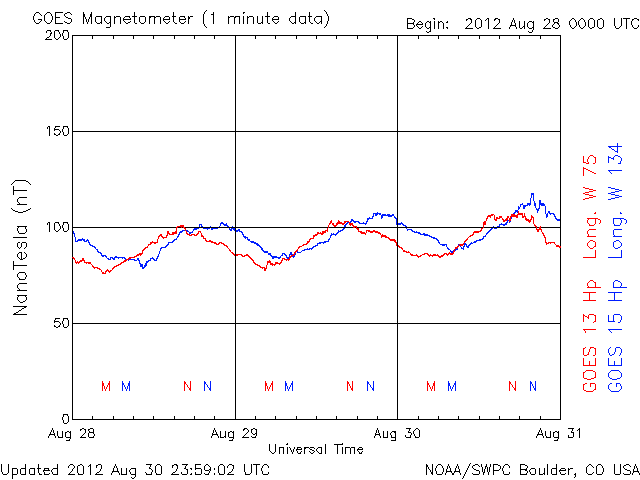 GOES Magnetometer (1 minute data)
Begin: 2012 Aug 28 0000 UTC
200
150
100
50
0
NanoTesla (nT)
M M N N M M N N M M N N
Aug 28 Aug 29 Aug 30 Aug 31
Universal Time
GOES 13 Hp Long. W 75
GOES 15 Hp Long. W 134
Updated 2012 Aug 30 23:59:02 UTC
NOAA/SWPC Boulder, CO USA